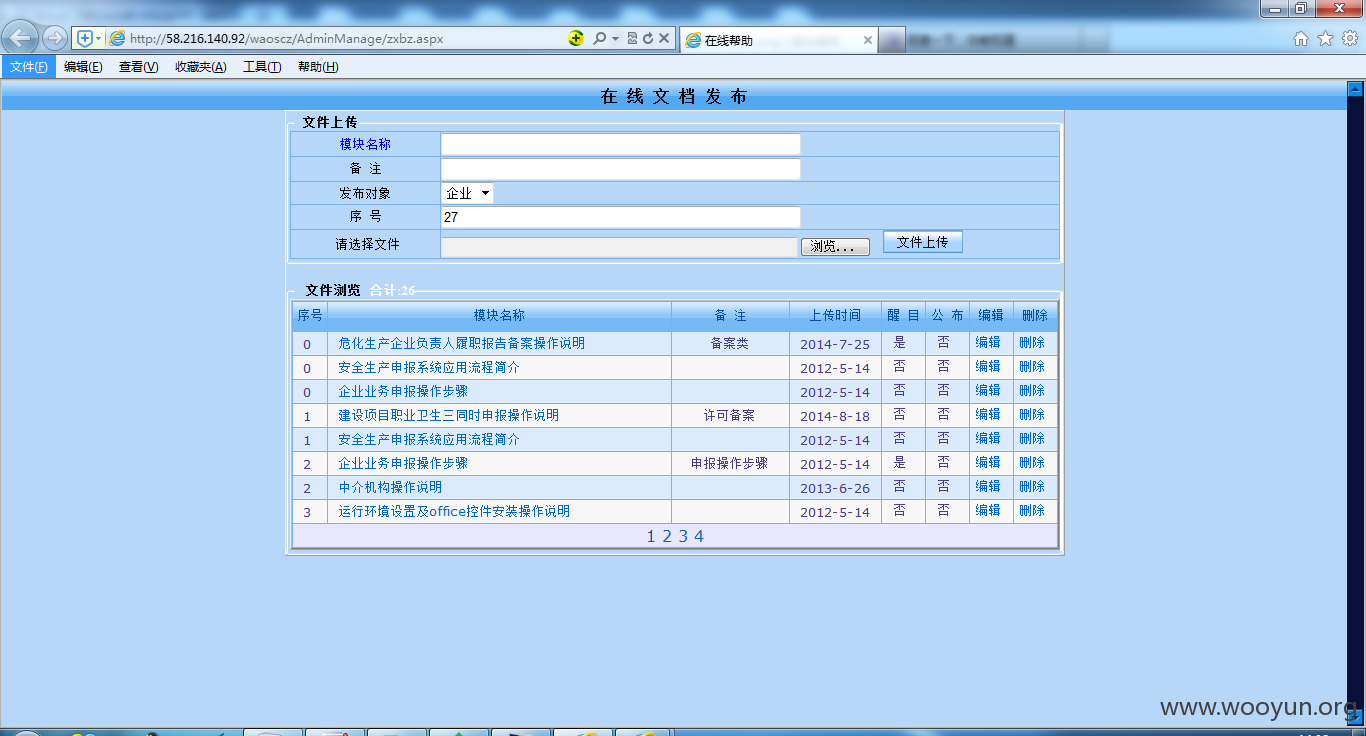 http://58.216.140.92/waoscz/AdminManage/zxbz.aspx
在线帮助
文件(F) 编辑(E) 查看(V) 收藏夹(A) 工具(T) 帮助(H)
在 线 文 档 发 布
文件上传
模块名称
备 注
发布对象 企业
序 号 27
请选择文件 浏览... 文件上传
文件浏览 合计:26
序号 模块名称 备 注 上传时间 醒 目 公 布 编辑 删除
0 危化生产企业负责人履职报告备案操作说明 备案类 2014-7-25 是 否 编辑 删除
0 安全生产申报系统应用流程简介 2012-5-14 否 否 编辑 删除
0 企业业务申报操作步骤 2012-5-14 否 否 编辑 删除
1 建设项目职业卫生三同时申报操作说明 许可备案 2014-8-18 否 否 编辑 删除
1 安全生产申报系统应用流程简介 2012-5-14 否 否 编辑 删除
2 企业业务申报操作步骤 申报操作步骤 2012-5-14 是 否 编辑 删除
2 中介机构操作说明 2013-6-26 否 否 编辑 删除
3 运行环境设置及office控件安装操作说明 2012-5-14 否 否 编辑 删除
1 2 3 4
www.wooyun.org